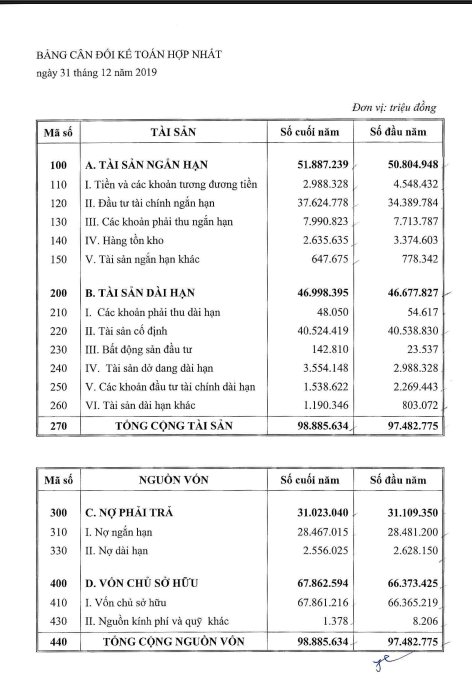 BẢNG CÂN ĐỐI KẾ TOÁN HỢP NHẤT
ngày 31 tháng 12 năm 2019
Đơn vị: triệu đồng
Mã số TÀI SẢN Số cuối năm Số đầu năm
100 A. TÀI SẢN NGẮN HẠN 51.887.239 50.804.948
110 I. Tiền và các khoản tương đương tiền 2.988.328 4.548.432
120 II. Đầu tư tài chính ngắn hạn 37.624.778 34.389.784
130 III. Các khoản phải thu ngắn hạn 7.990.823 7.713.787
140 IV. Hàng tồn kho 2.635.635 3.374.603
150 V. Tài sản ngắn hạn khác 647.675 778.342
200 B. TÀI SẢN DÀI HẠN 46.998.395 46.677.827
210 I. Các khoản phải thu dài hạn 48.050 54.617
220 II. Tài sản cố định 40.524.419 40.538.830
230 III. Bất động sản đầu tư 142.810 23.537
240 IV. Tài sản dở dang dài hạn 3.554.148 2.988.328
250 V. Các khoản đầu tư tài chính dài hạn 1.538.622 2.269.443
260 VI. Tài sản dài hạn khác 1.190.346 803.072
270 TỔNG CỘNG TÀI SẢN 98.885.634 97.482.775
Mã số NGUỒN VỐN Số cuối năm Số đầu năm
300 C. NỢ PHẢI TRẢ 31.023.040 31.109.350
310 I. Nợ ngắn hạn 28.467.015 28.481.200
330 II. Nợ dài hạn 2.556.025 2.628.150
400 D. VỐN CHỦ SỞ HỮU 67.862.594 66.373.425
410 I. Vốn chủ sở hữu 67.861.216 66.365.219
430 II. Nguồn kinh phí và quỹ khác 1.378 8.206
440 TỔNG CỘNG NGUỒN VỐN 98.885.634 97.482.775